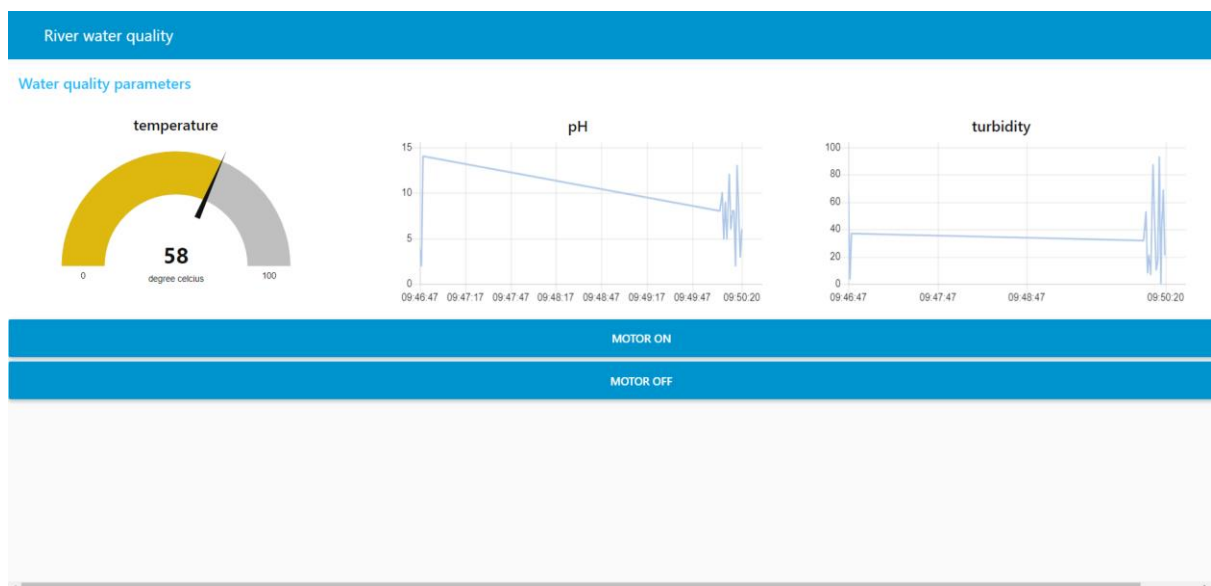 River water quality
Water quality parameters
temperature
58
degree celcius
0
100
pH
15
10
5
0
09:46:47 09:47:17 09:47:47 09:48:17 09:48:47 09:49:17 09:49:47 09:50:20
turbidity
100
80
60
40
20
0
09:46:47 09:47:47 09:48:47 09:50:20
MOTOR ON
MOTOR OFF